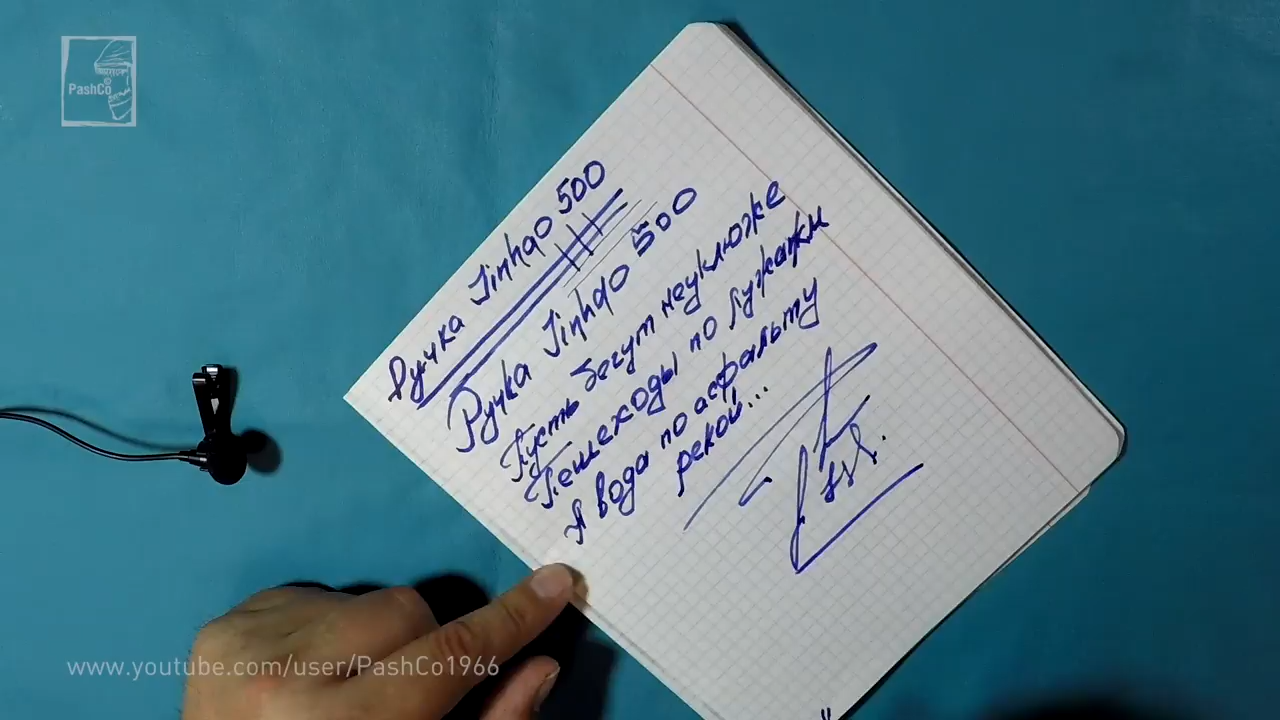 PashCo
Ручка Jinhao 500
Ручка Jinhao 500
Пусть бегут неуклюже
Пешеходы по лужам
А вода по асфальту
рекой...
www.youtube.com/user/PashCo1966